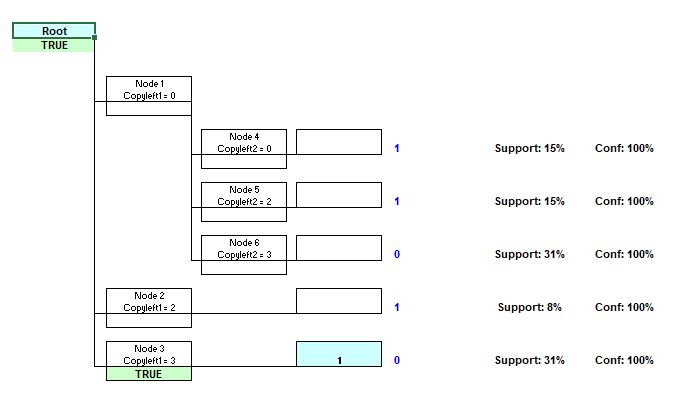 Root
TRUE
Node 1
Copyleft1 = 0
Node 4
Copyleft2 = 0
1 Support: 15% Conf: 100%
Node 5
Copyleft2 = 2
1 Support: 15% Conf: 100%
Node 6
Copyleft2 = 3
0 Support: 31% Conf: 100%
Node 2
Copyleft1 = 2
1 Support: 8% Conf: 100%
Node 3
Copyleft1 = 3
1 0 Support: 31% Conf: 100%
TRUE